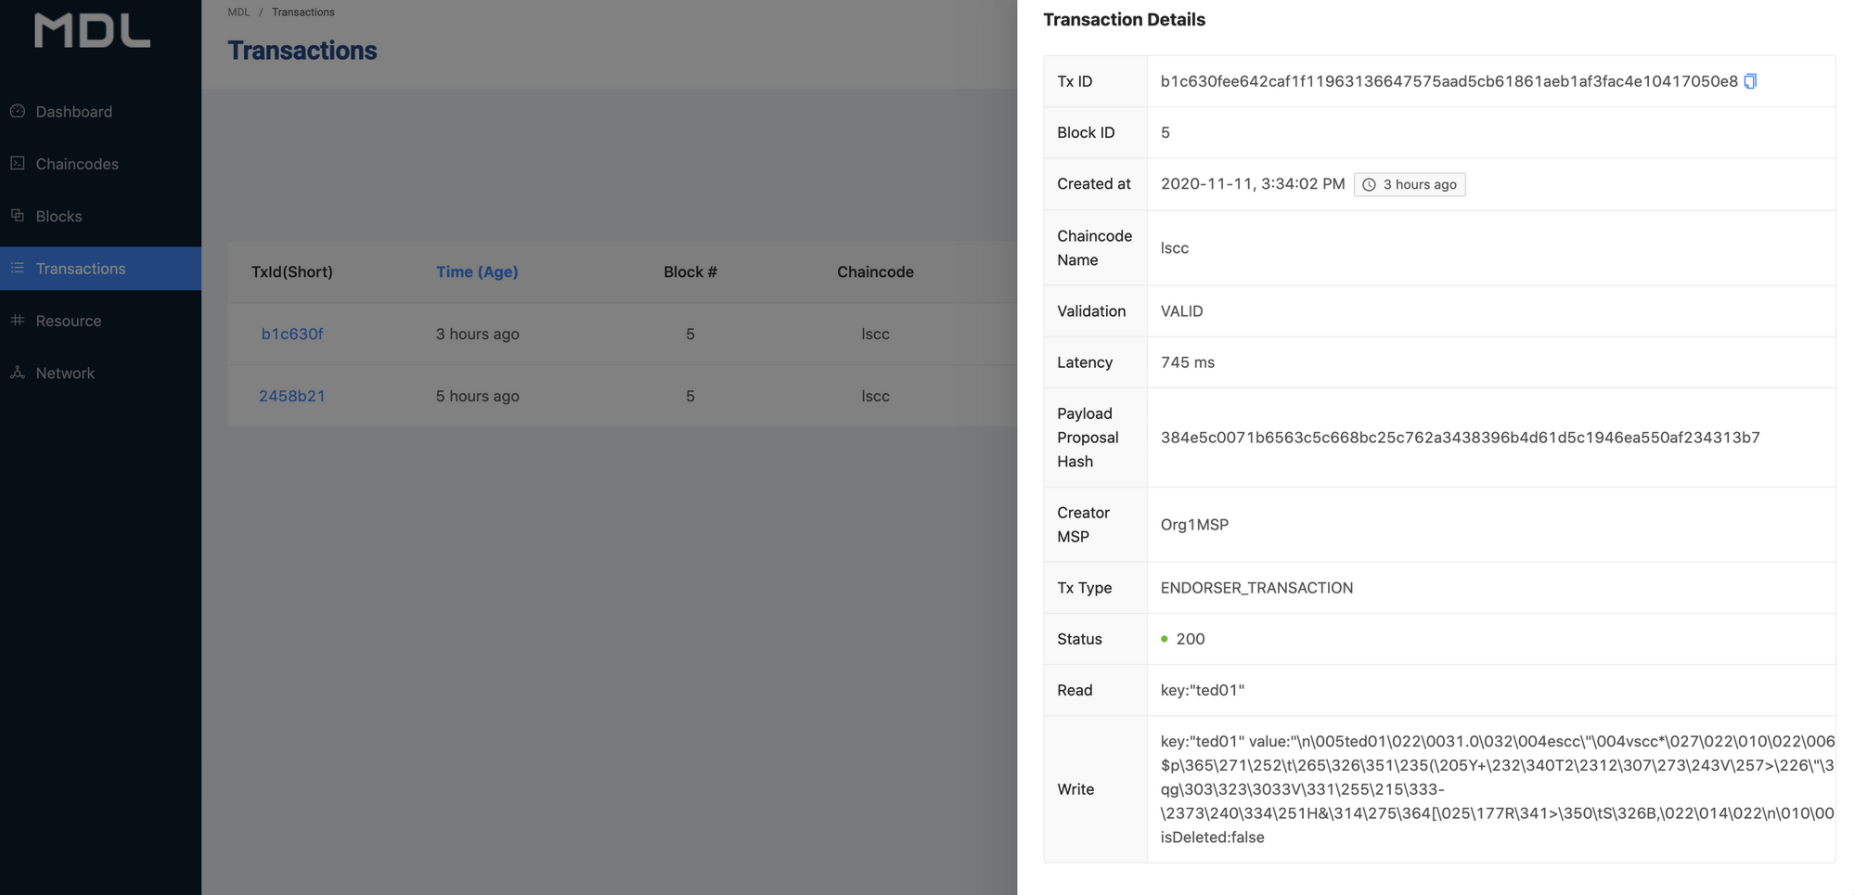 MDL
Dashboard
Chaincodes
Blocks
Transactions
Resource
Network
MDL / Transactions
Transactions
TxId(Short) Time (Age) Block # Chaincode
b1c630f 3 hours ago 5 lscc
2458b21 5 hours ago 5 lscc
Transaction Details
Tx ID b1c630fee642caf1f11963136647575aad5cb61861aeb1af3fac4e10417050e8
Block ID 5
Created at 2020-11-11, 3:34:02 PM 3 hours ago
Chaincode
Name
lscc
Validation VALID
Latency 745 ms
Payload
Proposal
Hash
384e5c0071b6563c5c668bc25c762a3438396b4d61d5c1946ea550af234313b7
Creator
MSP
Org1MSP
Tx Type ENDORSER_TRANSACTION
Status 200
Read key:"ted01"
Write
key:"ted01" value:"\n\005ted01\022\0031.0\032\004escc\"\004vscc*\027\022\010\022\006
$p\365\271\252\t\265\326\351\235(\205Y+\232\340T2\2312\307\273\243V\257>\226\"\3
qg\303\323\3033V\331\255\215\333-
\2373\240\334\251H&\314\275\364[\025\177R\341>\350\tS\326B,\022\014\022\n\010\00
isDeleted:false